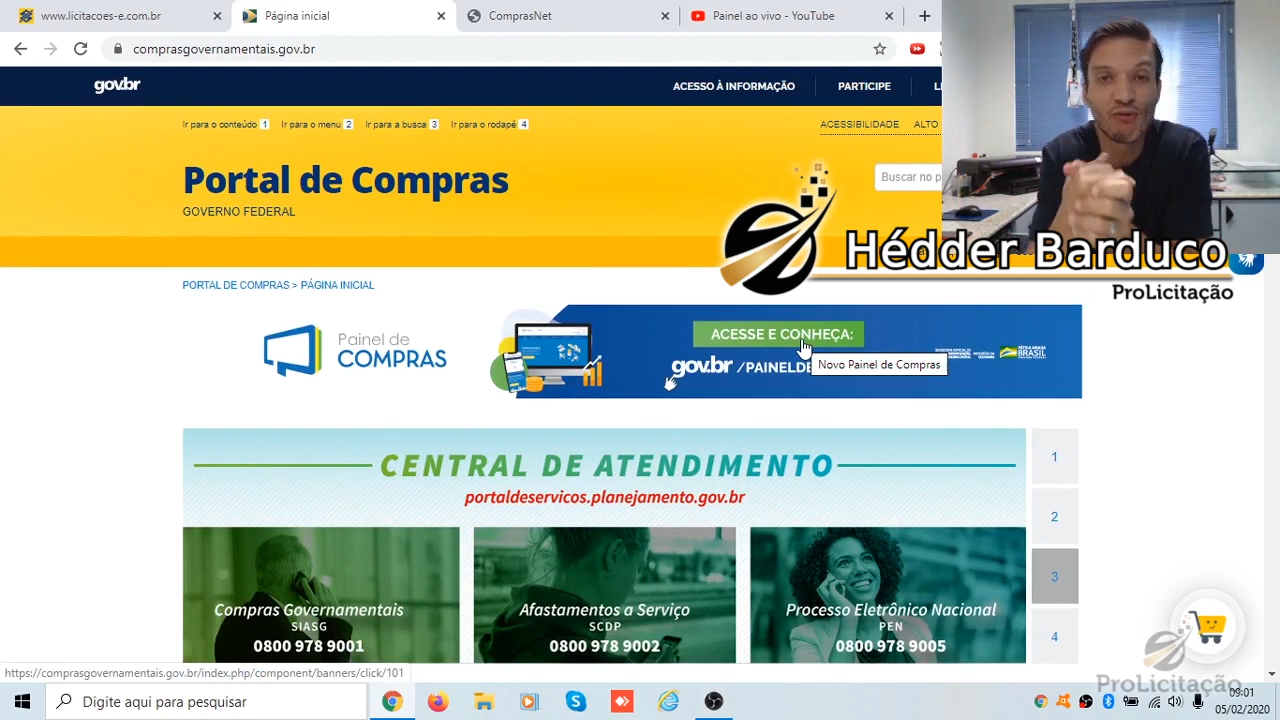 www.licitacoes-e.com.br
Página inicial
ComprasNet
Painel ao vivo - YouTube
comprasgovernamentais.gov.br
gov.br
ACESSO À INFORMAÇÃO
PARTICIPE
Ir para o conteúdo 1
Ir para o menu 2
Ir para a busca 3
Ir para o rodapé 4
ACESSIBILIDADE
ALTO
Portal de Compras
GOVERNO FEDERAL
Buscar no p
Hédder Barduco
ProLicitação
PORTAL DE COMPRAS > PÁGINA INICIAL
Painel de
COMPRAS
ACESSE E CONHEÇA:
gov.br/PAINELDE
Novo Painel de Compras
BRASIL
CENTRAL DE ATENDIMENTO
portaldeservicos.planejamento.gov.br
1
2
3
4
Compras Governamentais
SIASG
0800 978 9001
Afastamentos a Serviço
SCDP
0800 978 9002
Processo Eletrônico Nacional
PEN
0800 978 9005
https://comprasgovernamentais.gov.br/index.php/component/banners/click/101
ProLicitação
Digite aqui para pesquisar
09:01
05/02/2020